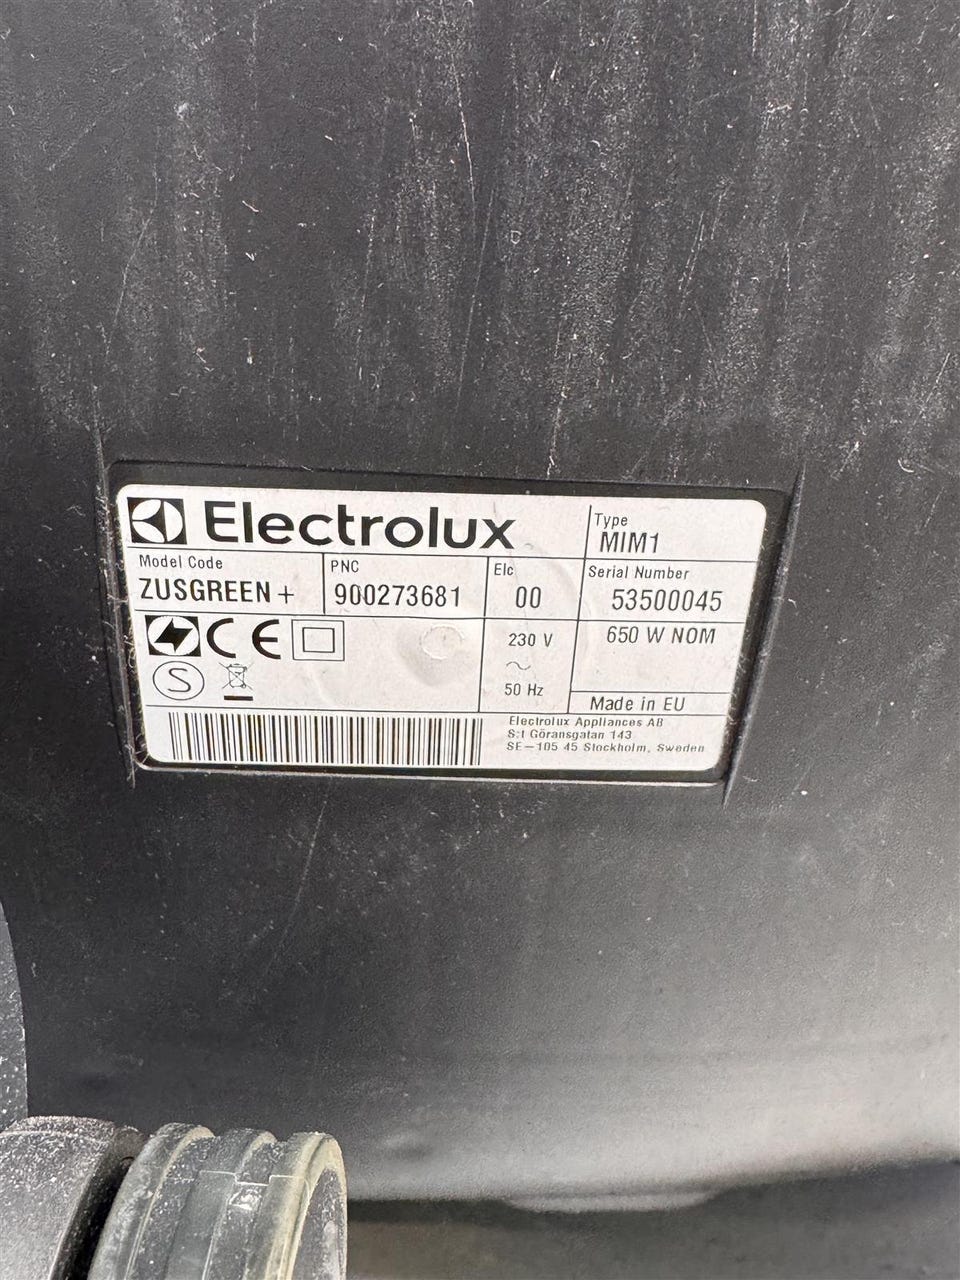 Electrolux
Type
MIM1
Model Code
ZUSGREEN+
PNC
900273681
Elc
00
Serial Number
53500045
CE
S
230 V
~
50 Hz
650 W NOM
Made in EU
Electrolux Appliances AB
S:t Göransgatan 143
SE-105 45 Stockholm, Sweden